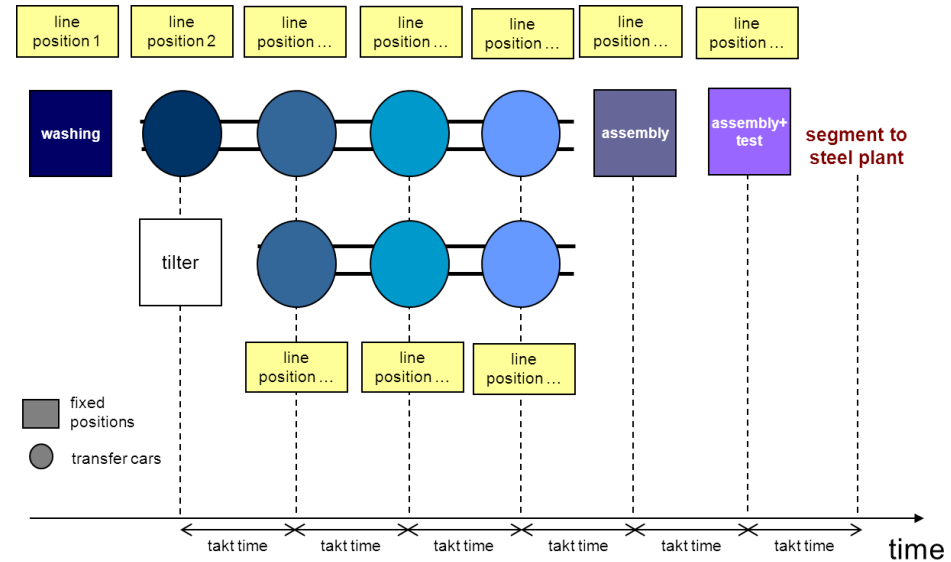 line
position 1
line
position 2
line
position ...
line
position ...
line
position ...
line
position ...
line
position ...
washing
assembly
assembly+
test
segment to
steel plant
tilter
line
position ...
line
position ...
line
position ...
fixed
positions
transfer cars
takt time
takt time
takt time
takt time
takt time
takt time
time